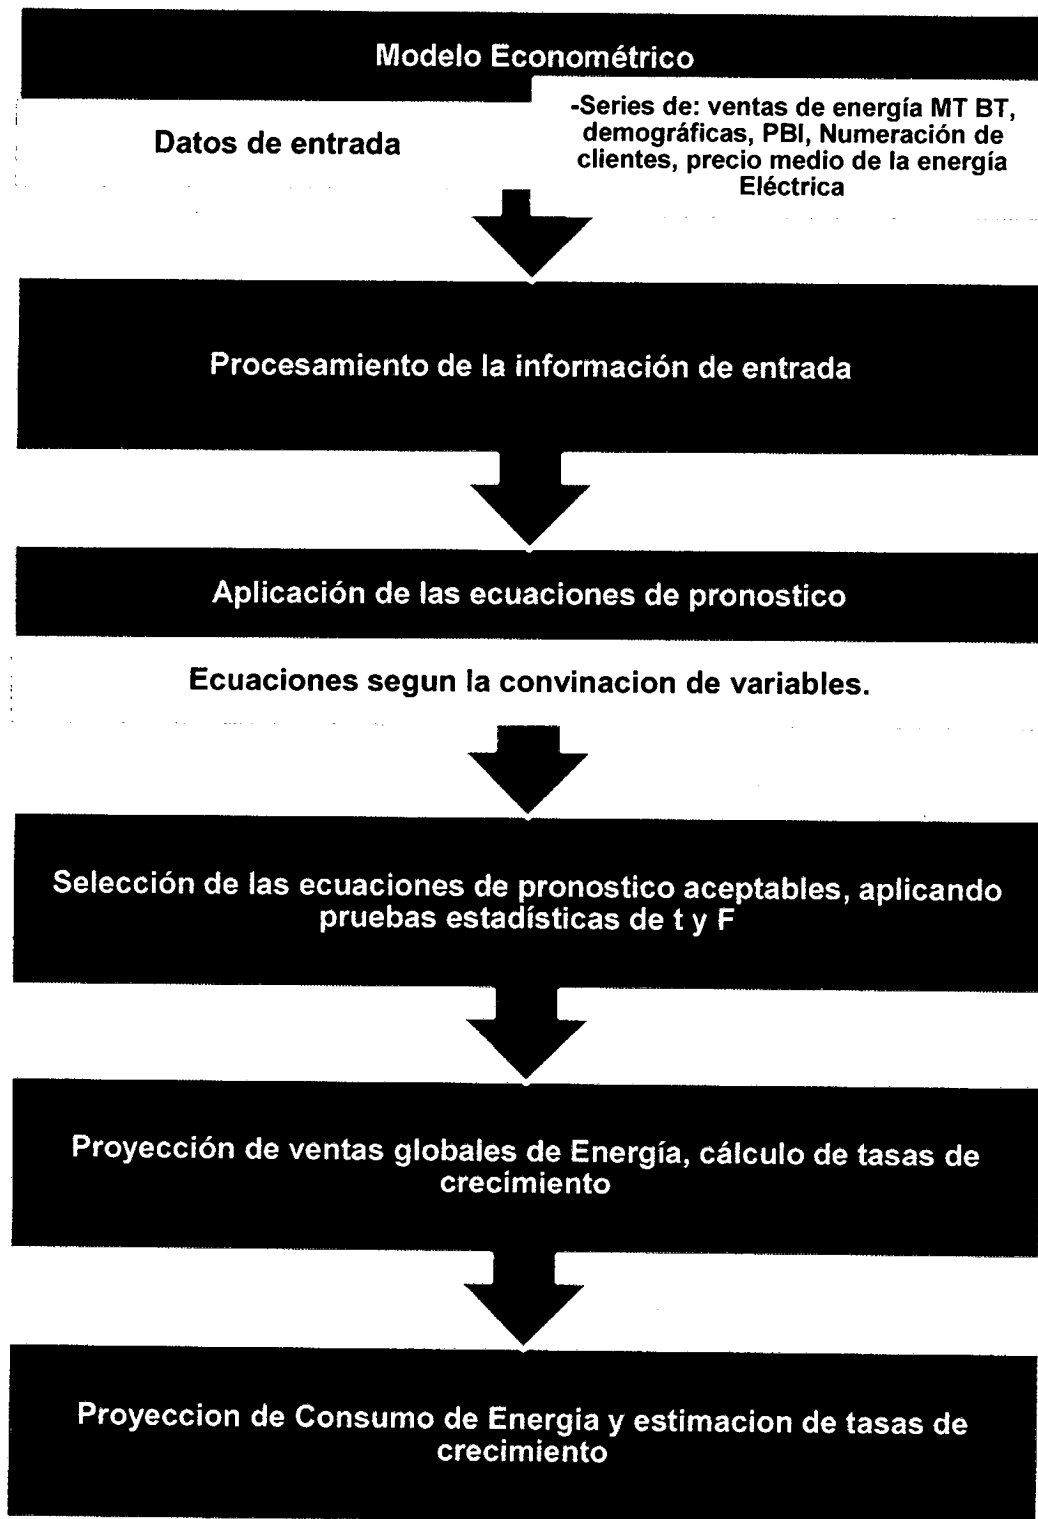 Modelo Econométrico
Datos de entrada
-Series de: ventas de energía MT BT,
demográficas, PBI, Numeración de
clientes, precio medio de la energía
Eléctrica
Procesamiento de la información de entrada
Aplicación de las ecuaciones de pronostico
Ecuaciones segun la convinacion de variables.
Selección de las ecuaciones de pronostico aceptables, aplicando
pruebas estadísticas de t y F
Proyección de ventas globales de Energía, cálculo de tasas de
crecimiento
Proyeccion de Consumo de Energia y estimacion de tasas de
crecimiento